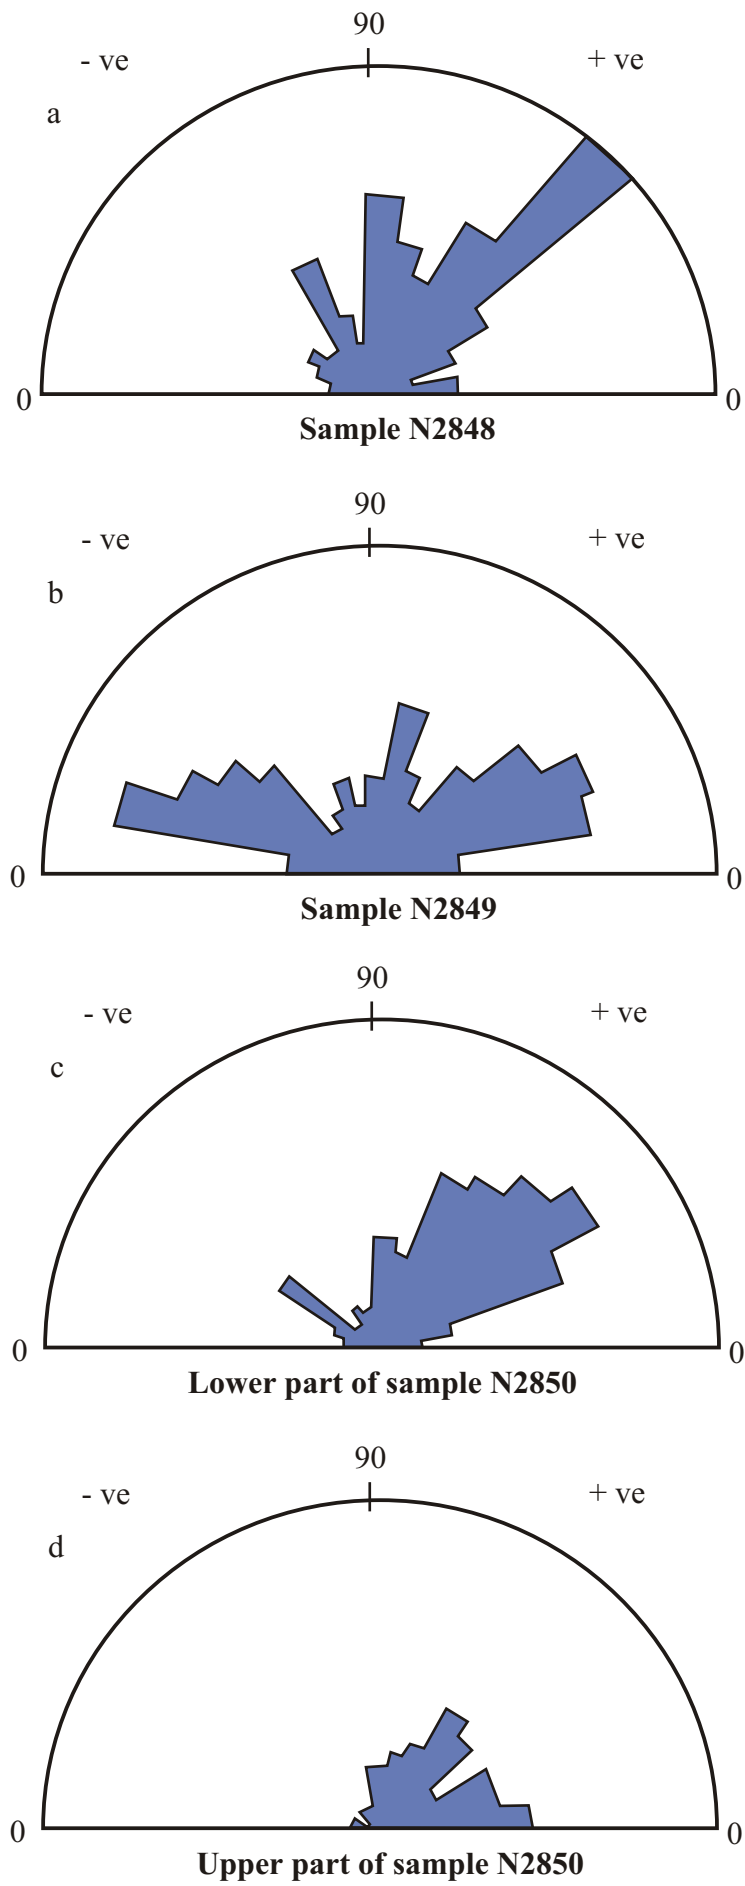 90
- ve
+ ve
a
0
0
Sample N2848
90
- ve
+ ve
b
0
0
Sample N2849
90
- ve
+ ve
c
0
0
Lower part of sample N2850
90
- ve
+ ve
d
0
0
Upper part of sample N2850